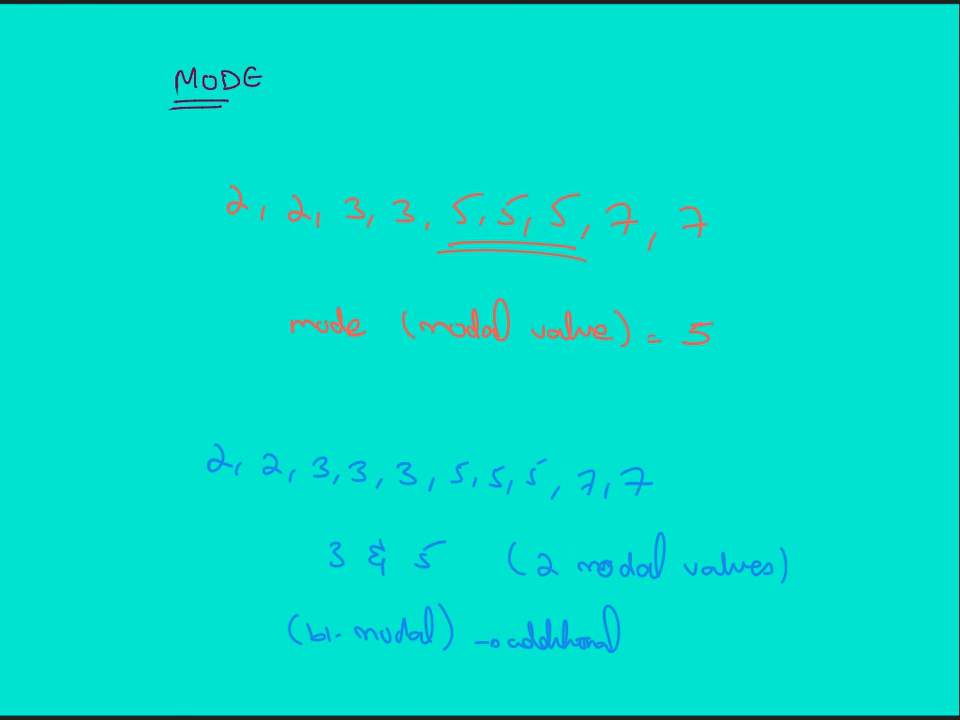 MODE
2, 2, 3, 3, 5, 5, 5, 7, 7
mode (modal value) = 5
2, 2, 3, 3, 3, 5, 5, 5, 7, 7
3 & 5 (2 modal values)
(bi-modal) → additional